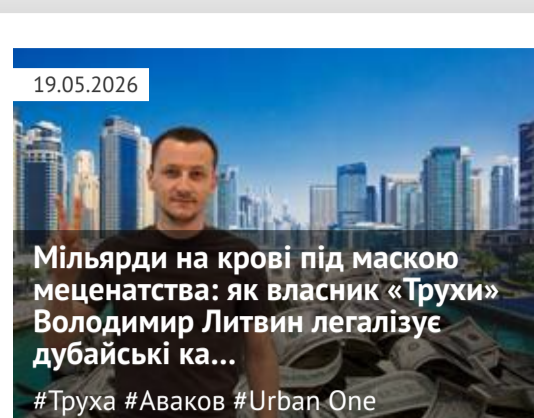 19.05.2026
Мільярди на крові під маскою
меценатства: як власник «Трухи»
Володимир Литвин легалізує
дубайські ка...
#Труха #Аваков #Urban One